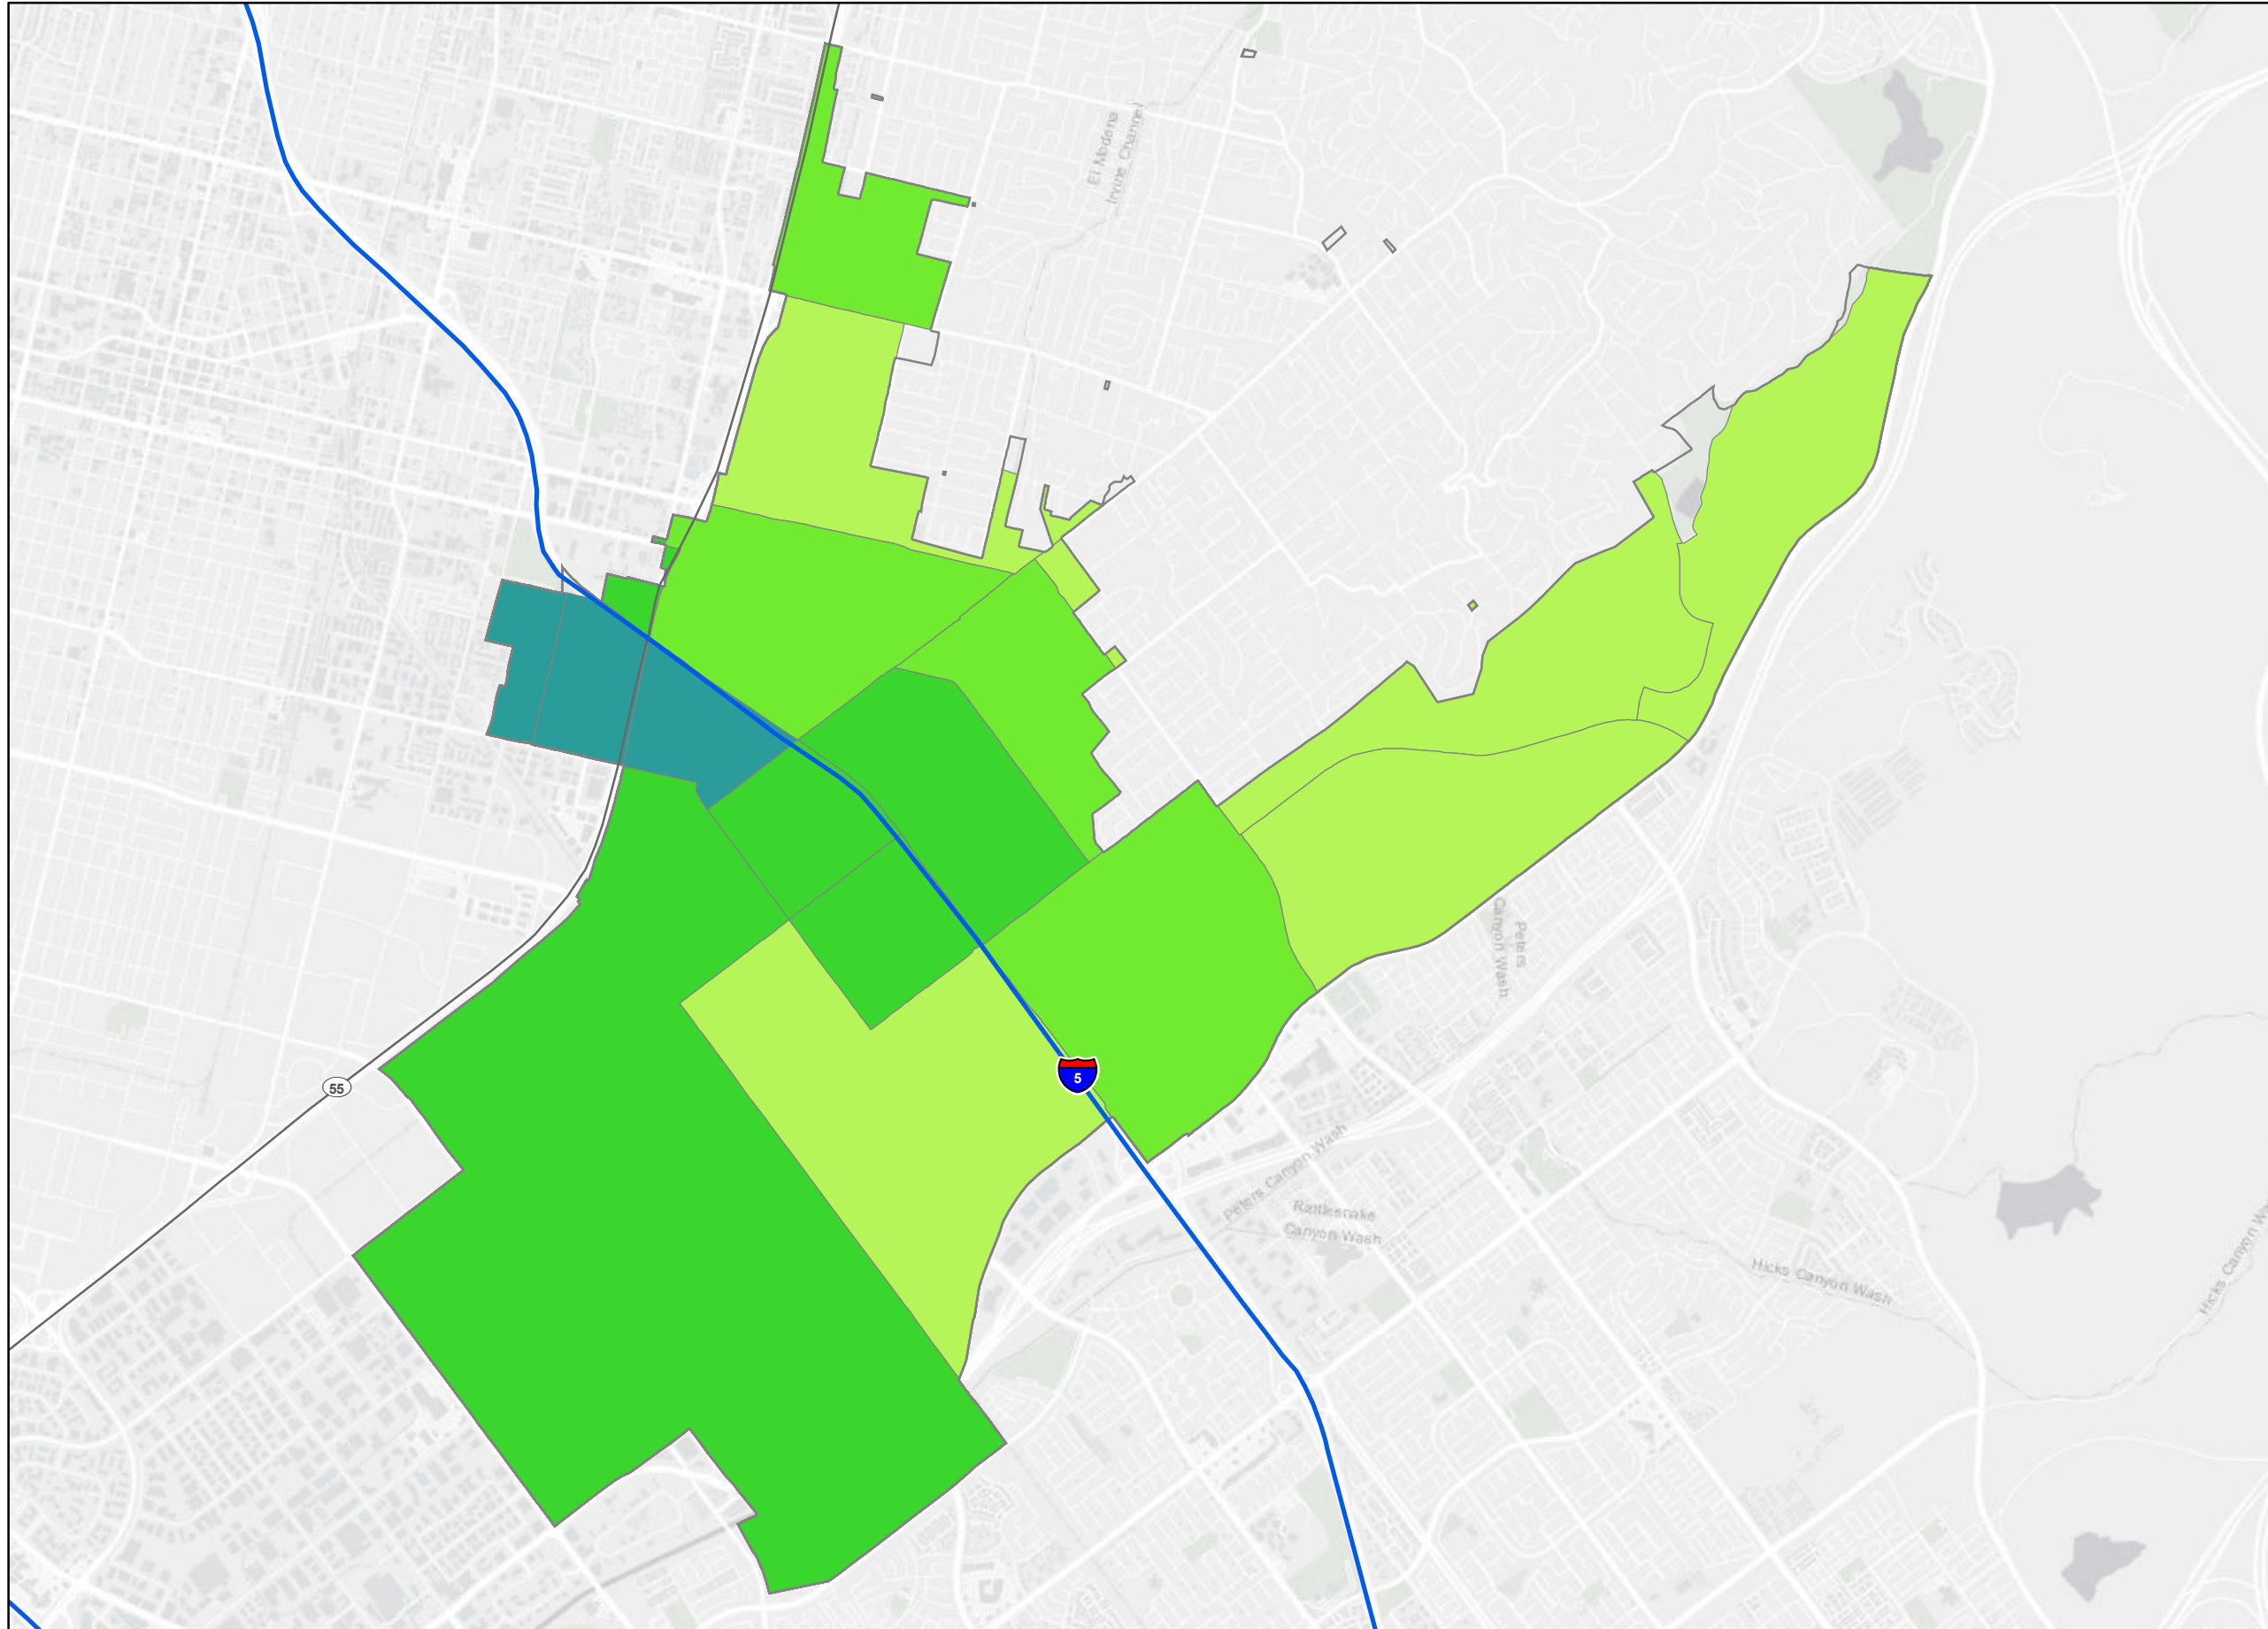 El Modena
Irvine Channel
Peters
Canyon Wash
55
5
Peters Canyon Wash
Rattlesnake
Canyon Wash
Hicks Canyon Wash
Hicks Canyon Wa